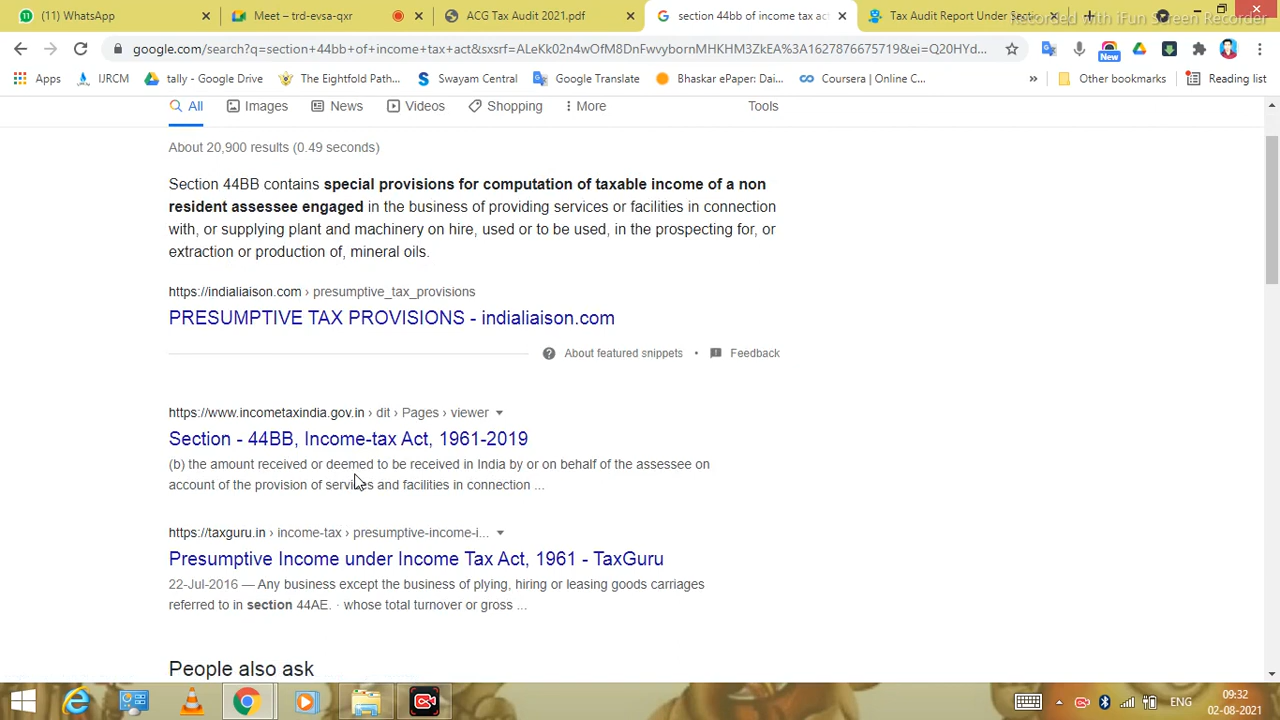 (11) WhatsApp
Meet – trd-evsa-qxr
ACG Tax Audit 2021.pdf
section 44bb of income tax act
Tax Audit Report Under Sect
Recorded with iFun Screen Recorder
google.com/search?q=section+44bb+of+income+tax+act&sxsrf=ALeKk02n4wOfM8DnFwvybornMHKHM3ZkEA%3A1627876675719&ei=Q20HYd...
New
Apps
IJRCM
tally - Google Drive
The Eightfold Path...
Swayam Central
Google Translate
Bhaskar ePaper: Dai...
Coursera | Online C...
»
Other bookmarks
Reading list
All
Images
News
Videos
Shopping
More
Tools
About 20,900 results (0.49 seconds)
Section 44BB contains special provisions for computation of taxable income of a non
resident assessee engaged in the business of providing services or facilities in connection
with, or supplying plant and machinery on hire, used or to be used, in the prospecting for, or
extraction or production of, mineral oils.
https://indialiaison.com › presumptive_tax_provisions
PRESUMPTIVE TAX PROVISIONS - indialiaison.com
About featured snippets • Feedback
https://www.incometaxindia.gov.in › dit › Pages › viewer
Section - 44BB, Income-tax Act, 1961-2019
(b) the amount received or deemed to be received in India by or on behalf of the assessee on
account of the provision of services and facilities in connection ...
https://taxguru.in › income-tax › presumptive-income-i...
Presumptive Income under Income Tax Act, 1961 - TaxGuru
22-Jul-2016 — Any business except the business of plying, hiring or leasing goods carriages
referred to in section 44AE. · whose total turnover or gross ...
People also ask
ENG
09:32
02-08-2021